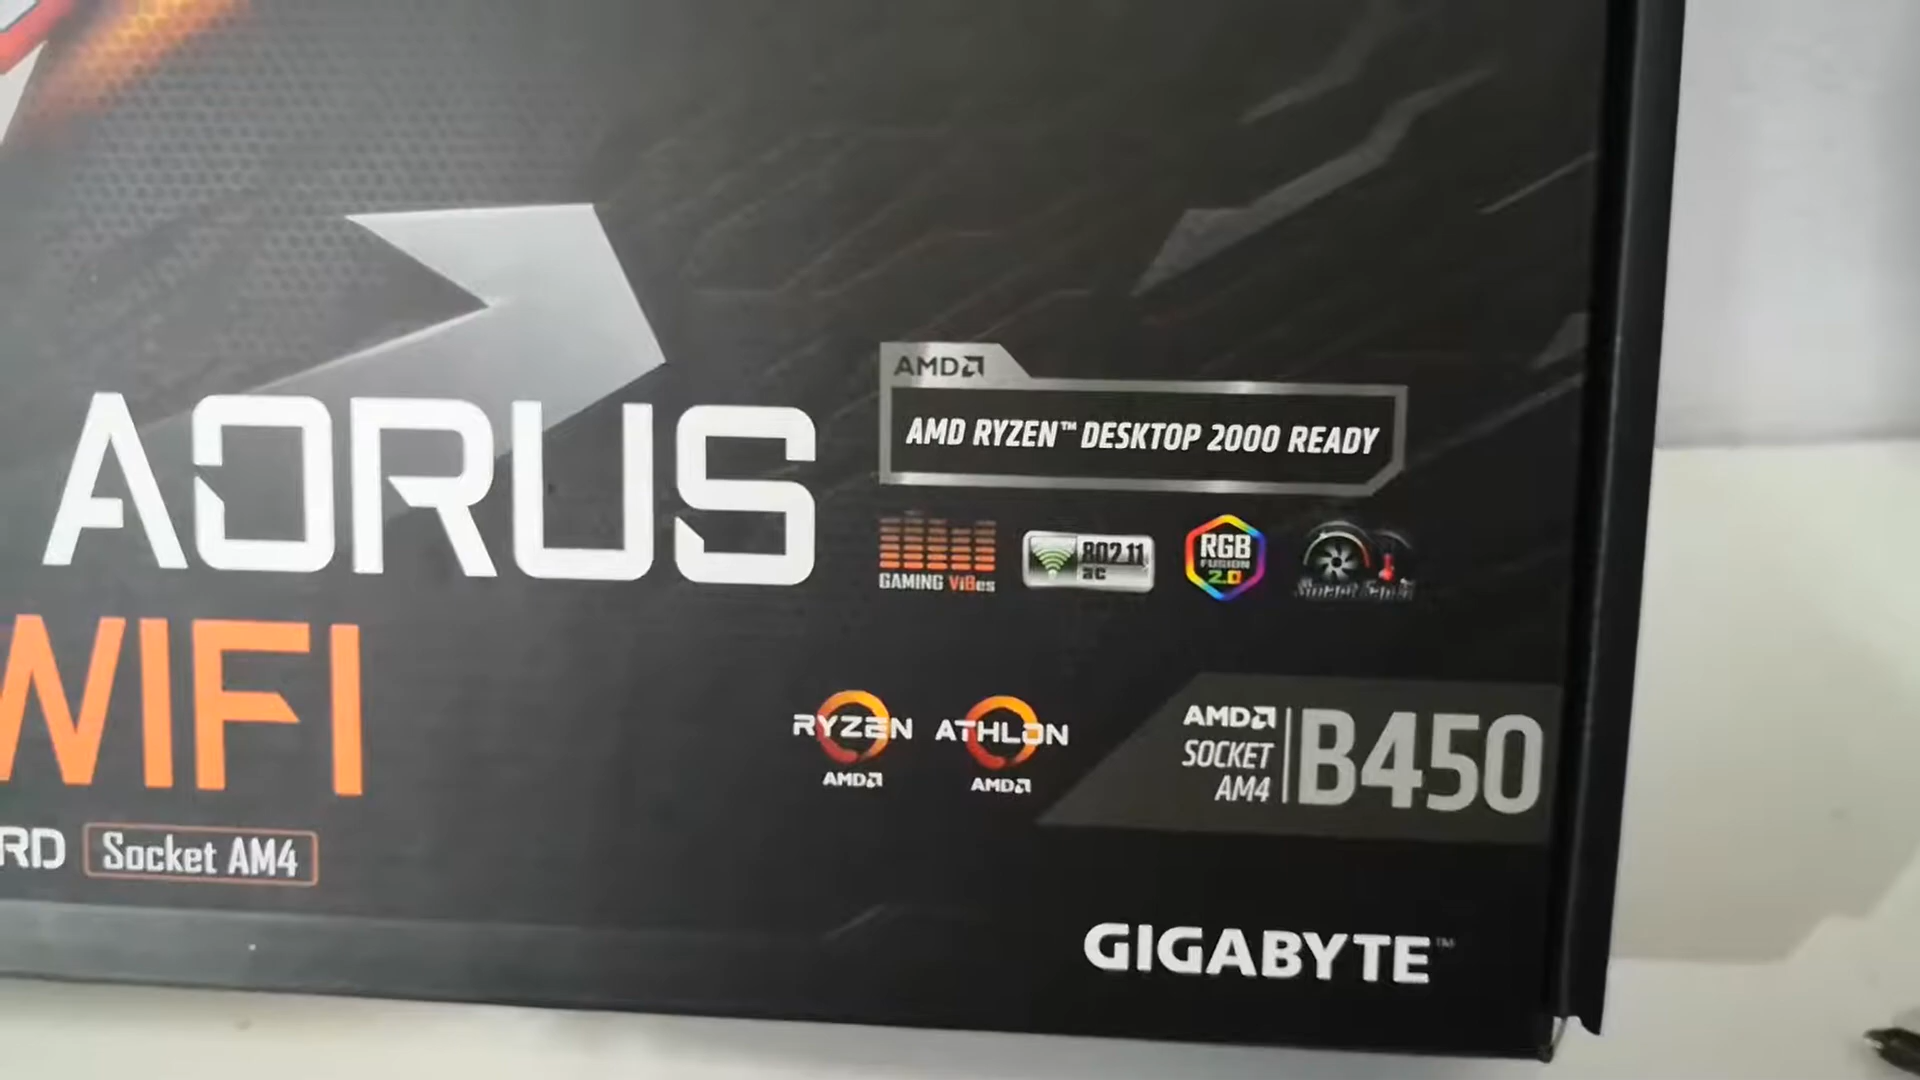 AMD
AMD RYZEN™ DESKTOP 2000 READY
AORUS
GAMING ViBes
802.11
ac
RGB
FUSION
2.0
WIFI
RYZEN
AMD
ATHLON
AMD
AMD
SOCKET
AM4
B450
RD
Socket AM4
GIGABYTE™